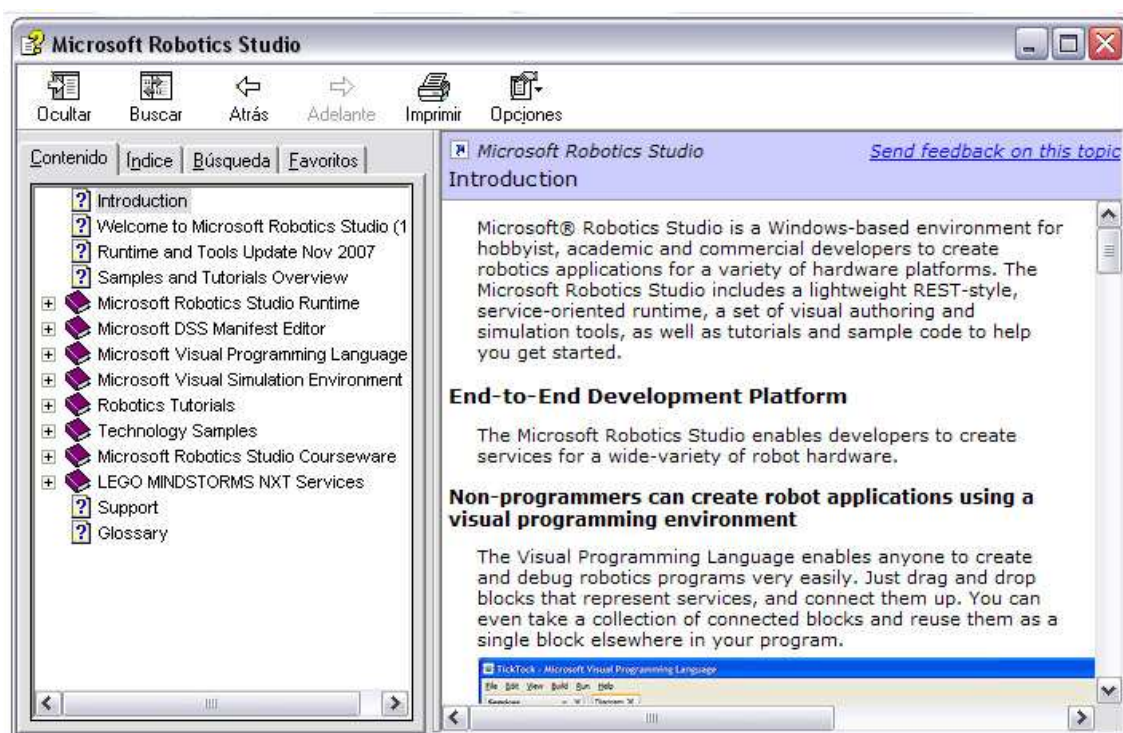 Microsoft Robotics Studio
Ocultar Buscar Atrás Adelante Imprimir Opciones
Contenido Índice Búsqueda Favoritos
Introduction
Welcome to Microsoft Robotics Studio (1
Runtime and Tools Update Nov 2007
Samples and Tutorials Overview
Microsoft Robotics Studio Runtime
Microsoft DSS Manifest Editor
Microsoft Visual Programming Language
Microsoft Visual Simulation Environment
Robotics Tutorials
Technology Samples
Microsoft Robotics Studio Courseware
LEGO MINDSTORMS NXT Services
Support
Glossary
Microsoft Robotics Studio Send feedback on this topic
Introduction
Microsoft® Robotics Studio is a Windows-based environment for
hobbyist, academic and commercial developers to create
robotics applications for a variety of hardware platforms. The
Microsoft Robotics Studio includes a lightweight REST-style,
service-oriented runtime, a set of visual authoring and
simulation tools, as well as tutorials and sample code to help
you get started.
End-to-End Development Platform
The Microsoft Robotics Studio enables developers to create
services for a wide-variety of robot hardware.
Non-programmers can create robot applications using a
visual programming environment
The Visual Programming Language enables anyone to create
and debug robotics programs very easily. Just drag and drop
blocks that represent services, and connect them up. You can
even take a collection of connected blocks and reuse them as a
single block elsewhere in your program.
TickTock - Microsoft Visual Programming Language
File Edit View Build Run Help
Services Diagram